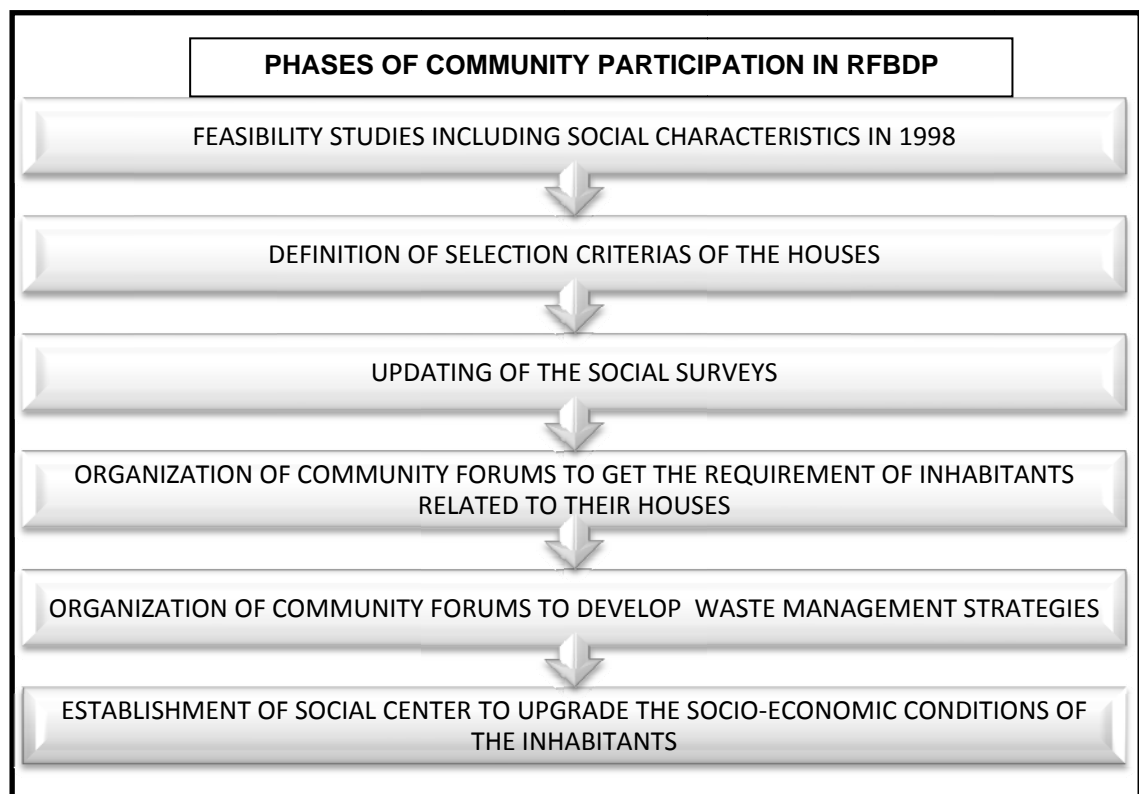 PHASES OF COMMUNITY PARTICIPATION IN RFBDP
FEASIBILITY STUDIES INCLUDING SOCIAL CHARACTERISTICS IN 1998
DEFINITION OF SELECTION CRITERIAS OF THE HOUSES
UPDATING OF THE SOCIAL SURVEYS
ORGANIZATION OF COMMUNITY FORUMS TO GET THE REQUIREMENT OF INHABITANTS
RELATED TO THEIR HOUSES
ORGANIZATION OF COMMUNITY FORUMS TO DEVELOP WASTE MANAGEMENT STRATEGIES
ESTABLISHMENT OF SOCIAL CENTER TO UPGRADE THE SOCIO-ECONOMIC CONDITIONS OF
THE INHABITANTS